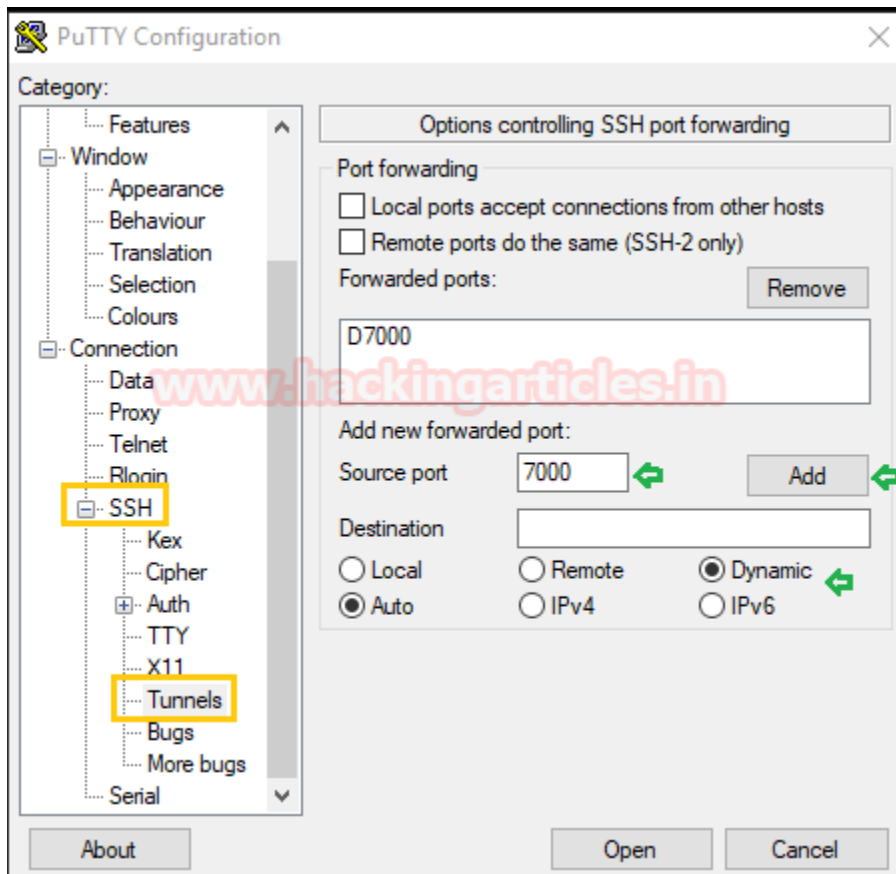 PuTTY Configuration
Category:
Features
Window
Appearance
Behaviour
Translation
Selection
Colours
Connection
Data
Proxy
Telnet
Rlogin
SSH
Kex
Cipher
Auth
TTY
X11
Tunnels
Bugs
More bugs
Serial
Options controlling SSH port forwarding
Port forwarding
Local ports accept connections from other hosts
Remote ports do the same (SSH-2 only)
Forwarded ports:
Remove
D7000
www.hackingarticles.in
Add new forwarded port:
Source port 7000 Add
Destination
Local Remote Dynamic
Auto IPv4 IPv6
About Open Cancel